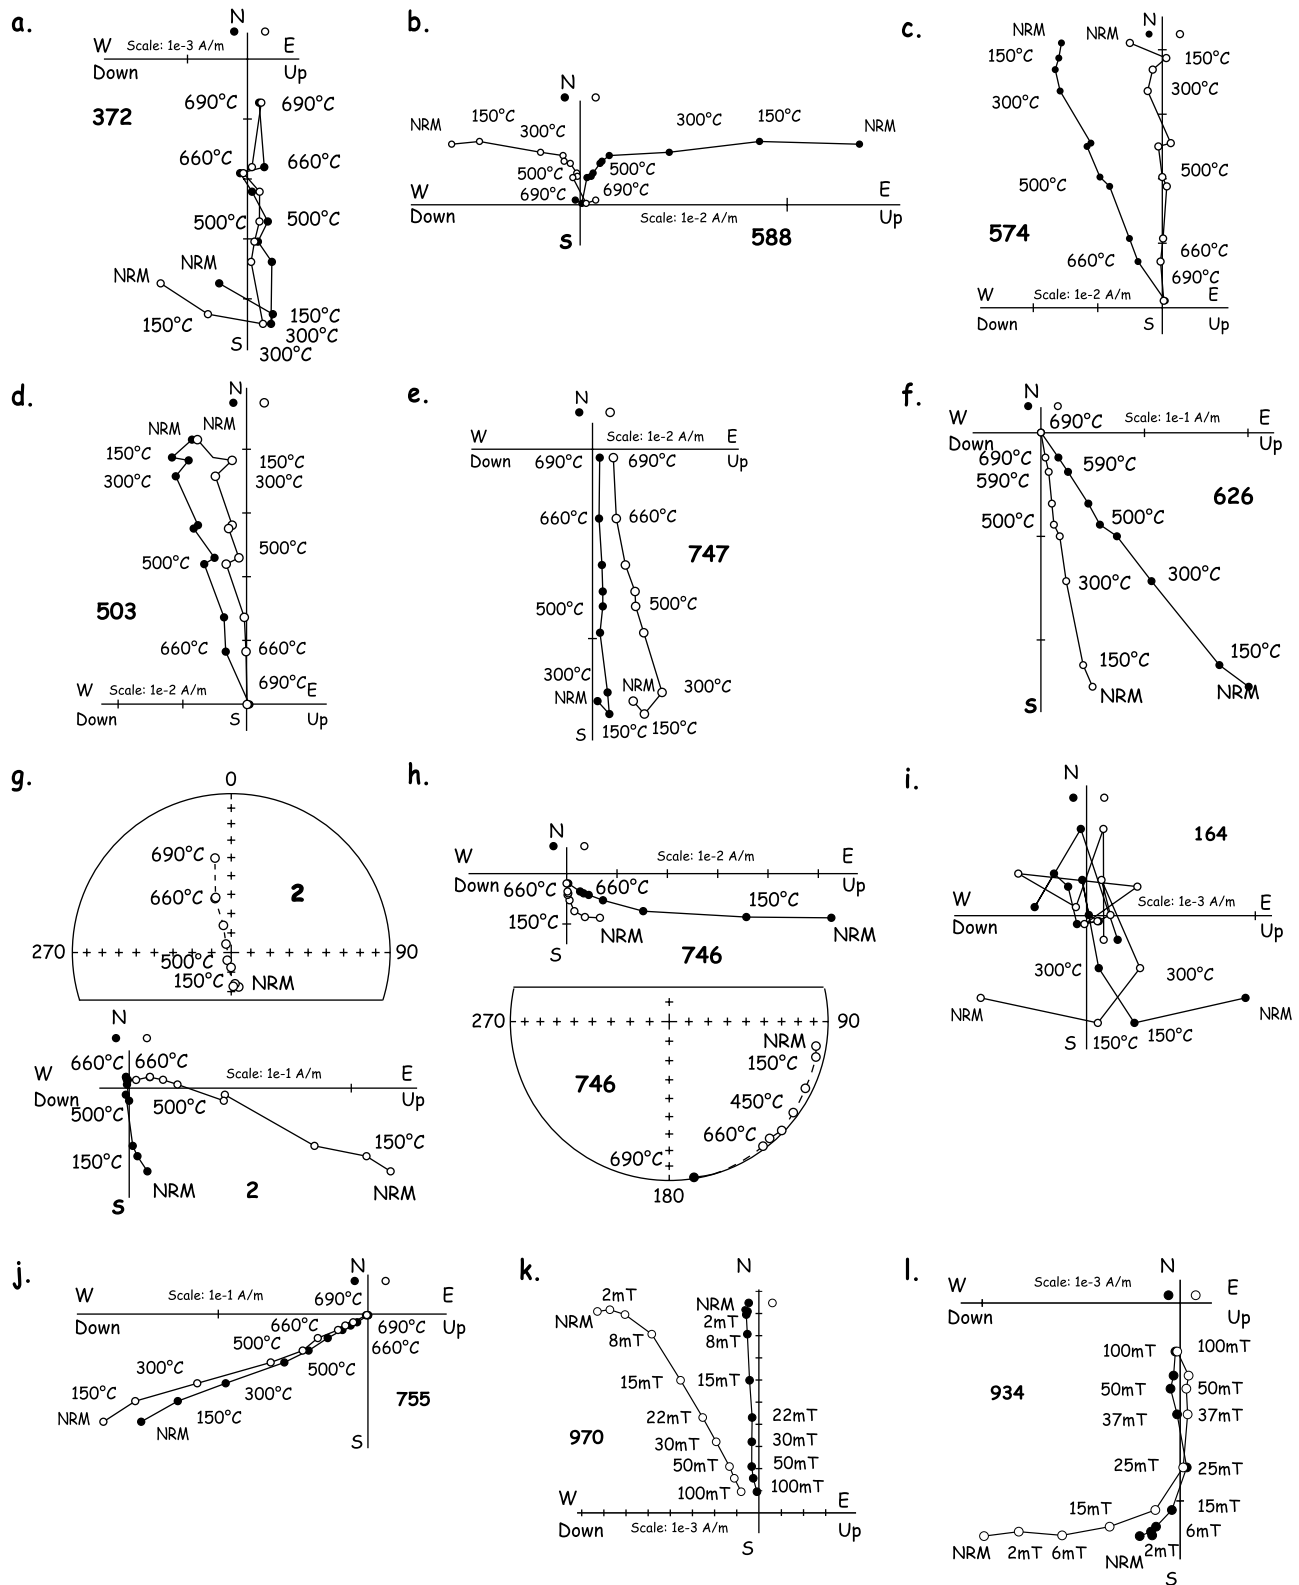 a.
N
W Scale: 1e-3 A/m E
Down Up
372
690°C 690°C
660°C 660°C
500°C 500°C
NRM NRM
150°C 150°C
300°C
S 300°C
b.
N
NRM 150°C 300°C 300°C 150°C NRM
500°C 500°C
690°C 690°C
W E
Down Scale: 1e-2 A/m Up
S 588
c.
N
NRM NRM
150°C 150°C
300°C 300°C
500°C 500°C
574
660°C 660°C
690°C
W Scale: 1e-2 A/m E
Down S Up
d.
N
NRM NRM
150°C 150°C
300°C 300°C
500°C 500°C
503
660°C 660°C
690°C
W Scale: 1e-2 A/m E
Down S Up
e.
N
W Scale: 1e-2 A/m E
Down Up
690°C 690°C
660°C 660°C
747
500°C 500°C
300°C 300°C
NRM NRM
150°C 150°C
S
f.
N
690°C Scale: 1e-1 A/m
W E
Down Up
690°C 590°C
590°C
626
500°C 500°C
300°C 300°C
150°C 150°C
NRM NRM
S
g.
0
690°C
2
660°C
270 90
500°C
150°C NRM
N
660°C 660°C
W Scale: 1e-1 A/m E
Down Up
500°C 500°C
150°C 150°C
NRM 2 NRM
S
h.
N
W Scale: 1e-2 A/m E
Down 660°C 660°C Up
150°C 150°C
NRM NRM
S 746
270 90
NRM
150°C
746
450°C
660°C
690°C
180
i.
N
164
W Scale: 1e-3 A/m E
Down Up
300°C 300°C
NRM NRM
S 150°C 150°C
j.
N
W Scale: 1e-1 A/m 690°C E
Down 660°C 690°C Up
500°C 660°C
300°C 500°C
150°C 300°C 755
NRM 150°C
NRM
S
k.
N
2mT NRM
NRM 2mT
8mT 8mT
15mT 15mT
22mT 22mT
970 30mT 30mT
50mT 50mT
100mT 100mT
W E
Down Scale: 1e-3 A/m Up
S
l.
N
W Scale: 1e-3 A/m E
Down Up
100mT 100mT
934 50mT 50mT
37mT 37mT
25mT 25mT
15mT 15mT
6mT
NRM 2mT 6mT NRM 2mT
S